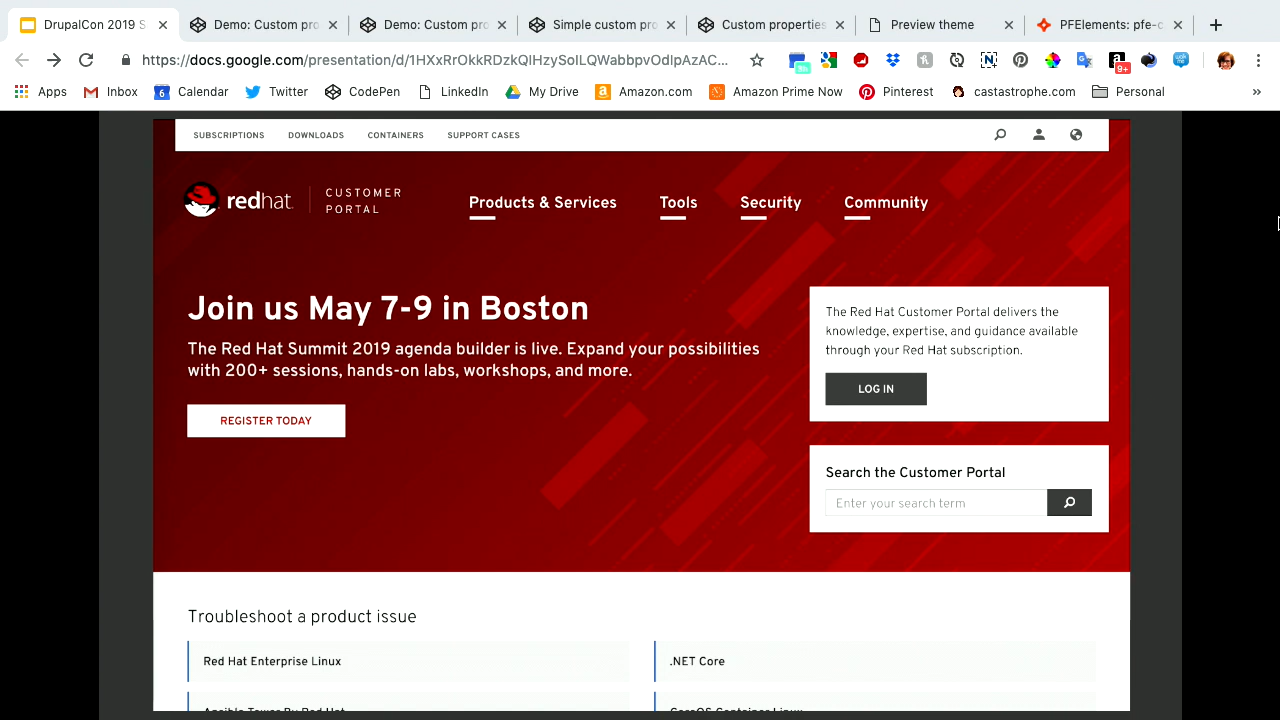 DrupalCon 2019 S
Demo: Custom pro
Demo: Custom pro
Simple custom pro
Custom properties
Preview theme
PFElements: pfe-c
https://docs.google.com/presentation/d/1HXxRrOkkRDzkQIHzySoILQWabbpvOdIpAzAC...
9+
Apps
Inbox
6
Calendar
Twitter
CodePen
LinkedIn
My Drive
Amazon.com
Amazon Prime Now
Pinterest
castastrophe.com
Personal
»
SUBSCRIPTIONS
DOWNLOADS
CONTAINERS
SUPPORT CASES
redhat.
CUSTOMER
PORTAL
Products & Services
Tools
Security
Community
Join us May 7-9 in Boston
The Red Hat Summit 2019 agenda builder is live. Expand your possibilities
with 200+ sessions, hands-on labs, workshops, and more.
REGISTER TODAY
The Red Hat Customer Portal delivers the
knowledge, expertise, and guidance available
through your Red Hat subscription.
LOG IN
Search the Customer Portal
Enter your search term
Troubleshoot a product issue
Red Hat Enterprise Linux
.NET Core
Ansible Tower By Red Hat
CoreOS Container Linux